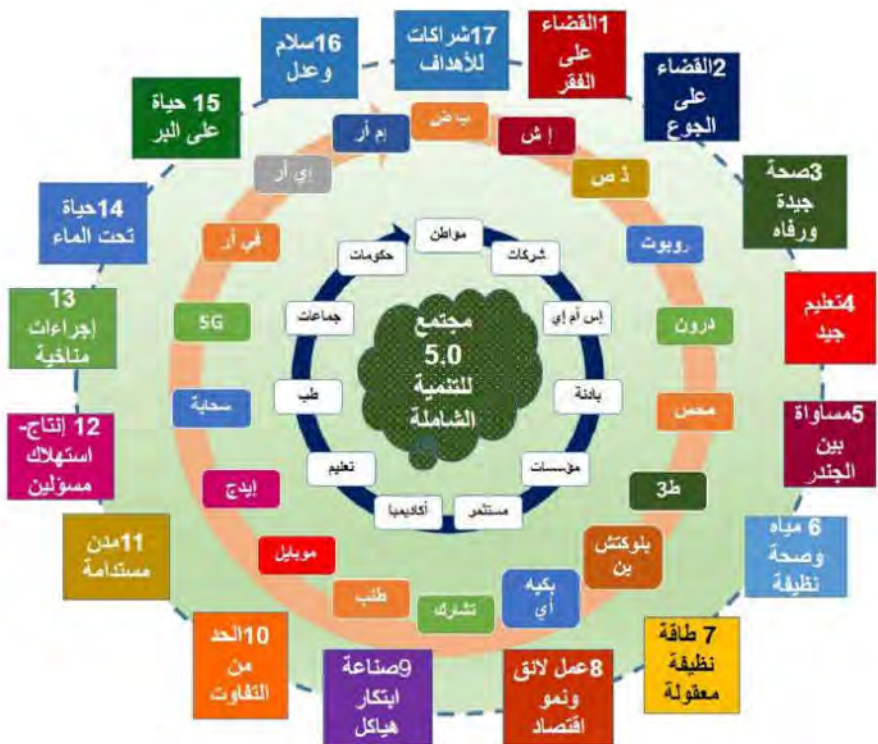 1القضاء
على
الفقر
2القضاء
على
الجوع
3صحة
جيدة
ورفاه
4تعليم
جيد
5مساواة
بين
الجندر
6 مياه
وصحة
نظيفة
7 طاقة
نظيفة
معقولة
8عمل لائق
ونمو
اقتصاد
9صناعة
ابتكار
هياكل
10الحد
من
التفاوت
11مدن
مستدامة
12 إنتاج-
استهلاك
مسؤلين
13
إجراءات
مناخية
14حياة
تحت الماء
15 حياة
على البر
16سلام
وعدل
17شراكات
للأهداف
ب ض
إ ش
ذ ص
روبوت
درون
مجس
ط3
بلوكتش
ين
بكيه
أي
تشارك
طلب
موبايل
إيدج
سحابة
5G
في أر
إي أر
إم أر
مواطن
شركات
إس أم إي
بادئة
مؤسسات
مستثمر
أكاديميا
تعليم
طب
جماعات
حكومات
مجتمع
5.0
للتنمية
الشاملة